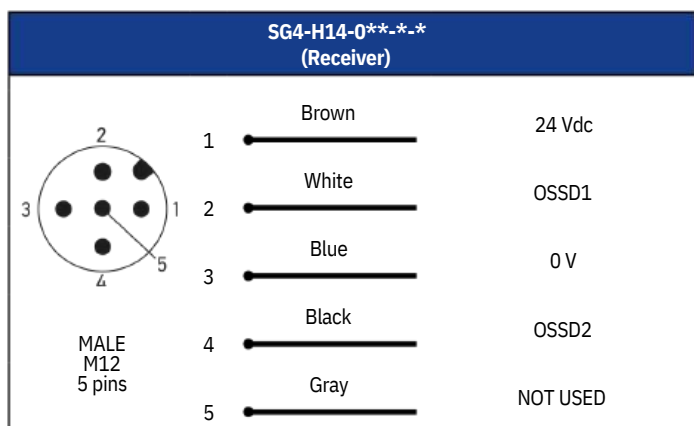 SG4-H14-0**-*-*
(Receiver)
2
3
1
4
5
MALE
M12
5 pins
1
Brown
24 Vdc
2
White
OSSD1
3
Blue
0 V
4
Black
OSSD2
5
Gray
NOT USED